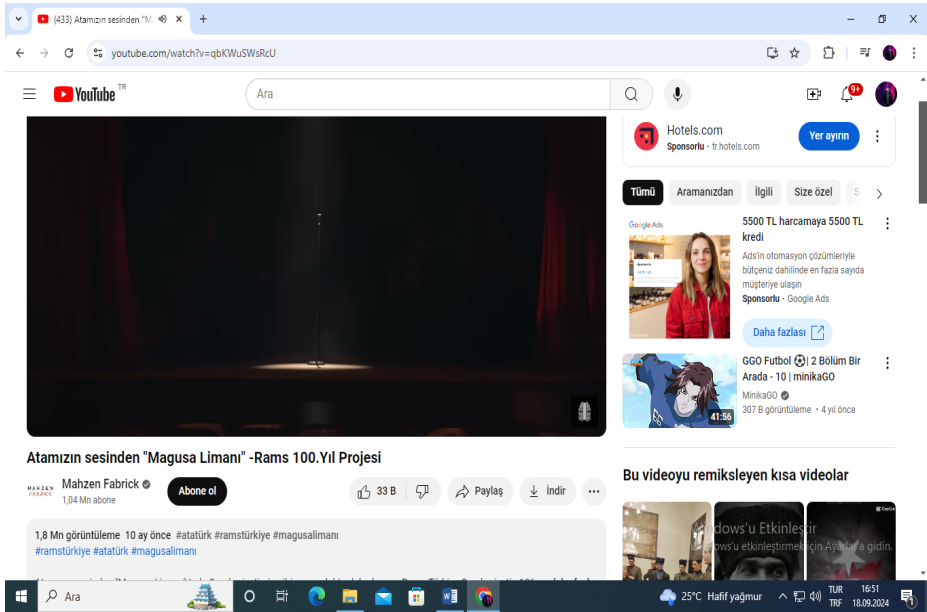 (433) Atamızın sesinden "M
youtube.com/watch?v=qbKWuSWsRcU
YouTube TR
Ara
9+
Hotels.com
Sponsorlu · tr.hotels.com
Yer ayırın
Tümü Aramanızdan İlgili Size özel S
Google Ads
5500 TL harcamaya 5500 TL
kredi
Ads'in otomasyon çözümleriyle
bütçeniz dahilinde en fazla sayıda
müşteriye ulaşın
Sponsorlu · Google Ads
Daha fazlası
GGO Futbol ⚽| 2 Bölüm Bir
Arada - 10 | minikaGO
MinikaGO
307 B görüntüleme • 4 yıl önce
41:56
Atamızın sesinden "Magusa Limanı" -Rams 100.Yıl Projesi
MAHZEN
FABRICK
Mahzen Fabrick
1,04 Mn abone
Abone ol
33 B
Paylaş
İndir
1,8 Mn görüntüleme 10 ay önce #atatürk #ramstürkiye #magusalimanı
#ramstürkiye #atatürk #magusalimanı
Bu videoyu remiksleyen kısa videolar
CapCut
dows'u Etkinleştir
ows'u etkinleştirmek için Ayarlar'a gidin.
Ara
25°C Hafif yağmur
TUR
TRF
16:51
18.09.2024